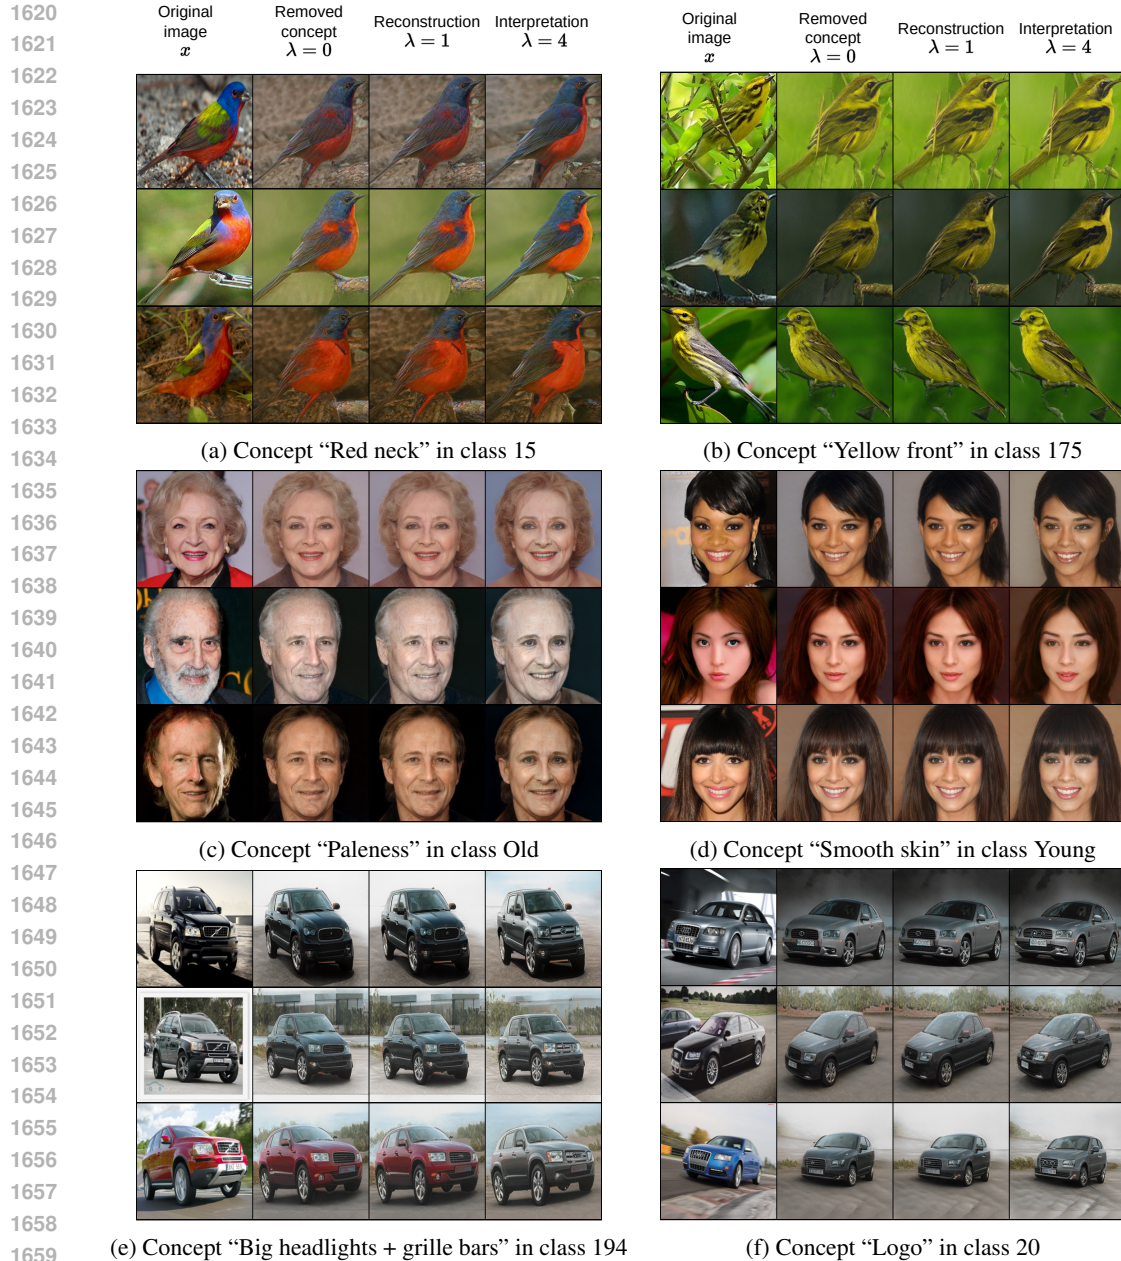 1620
1621
1622
1623
1624
1625
1626
1627
1628
1629
1630
1631
1632
1633
1634
1635
1636
1637
1638
1639
1640
1641
1642
1643
1644
1645
1646
1647
1648
1649
1650
1651
1652
1653
1654
1655
1656
1657
1658
1659
Original image x
Removed concept λ = 0
Reconstruction λ = 1
Interpretation λ = 4
Original image x
Removed concept λ = 0
Reconstruction λ = 1
Interpretation λ = 4
(a) Concept “Red neck” in class 15
(b) Concept “Yellow front” in class 175
(c) Concept “Paleness” in class Old
(d) Concept “Smooth skin” in class Young
(e) Concept “Big headlights + grille bars” in class 194
(f) Concept “Logo” in class 20